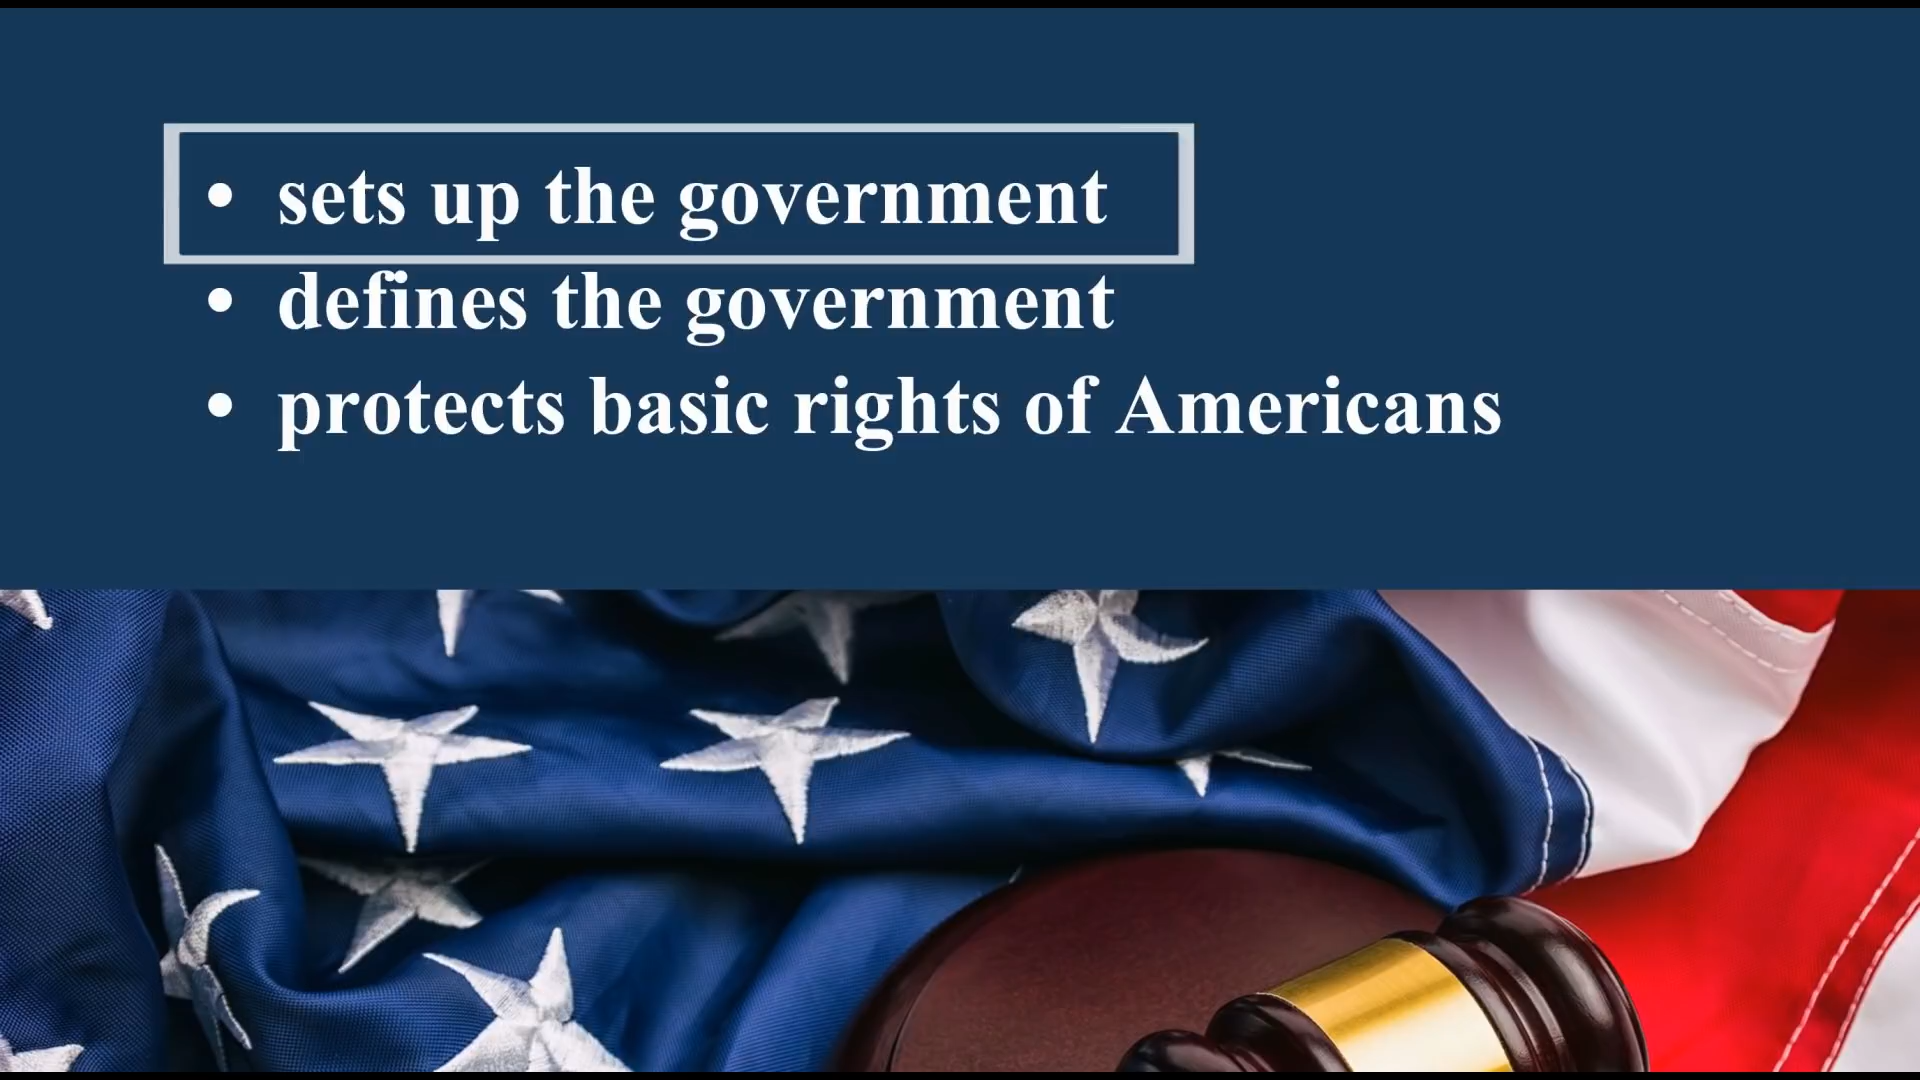 • sets up the government
• defines the government
• protects basic rights of Americans